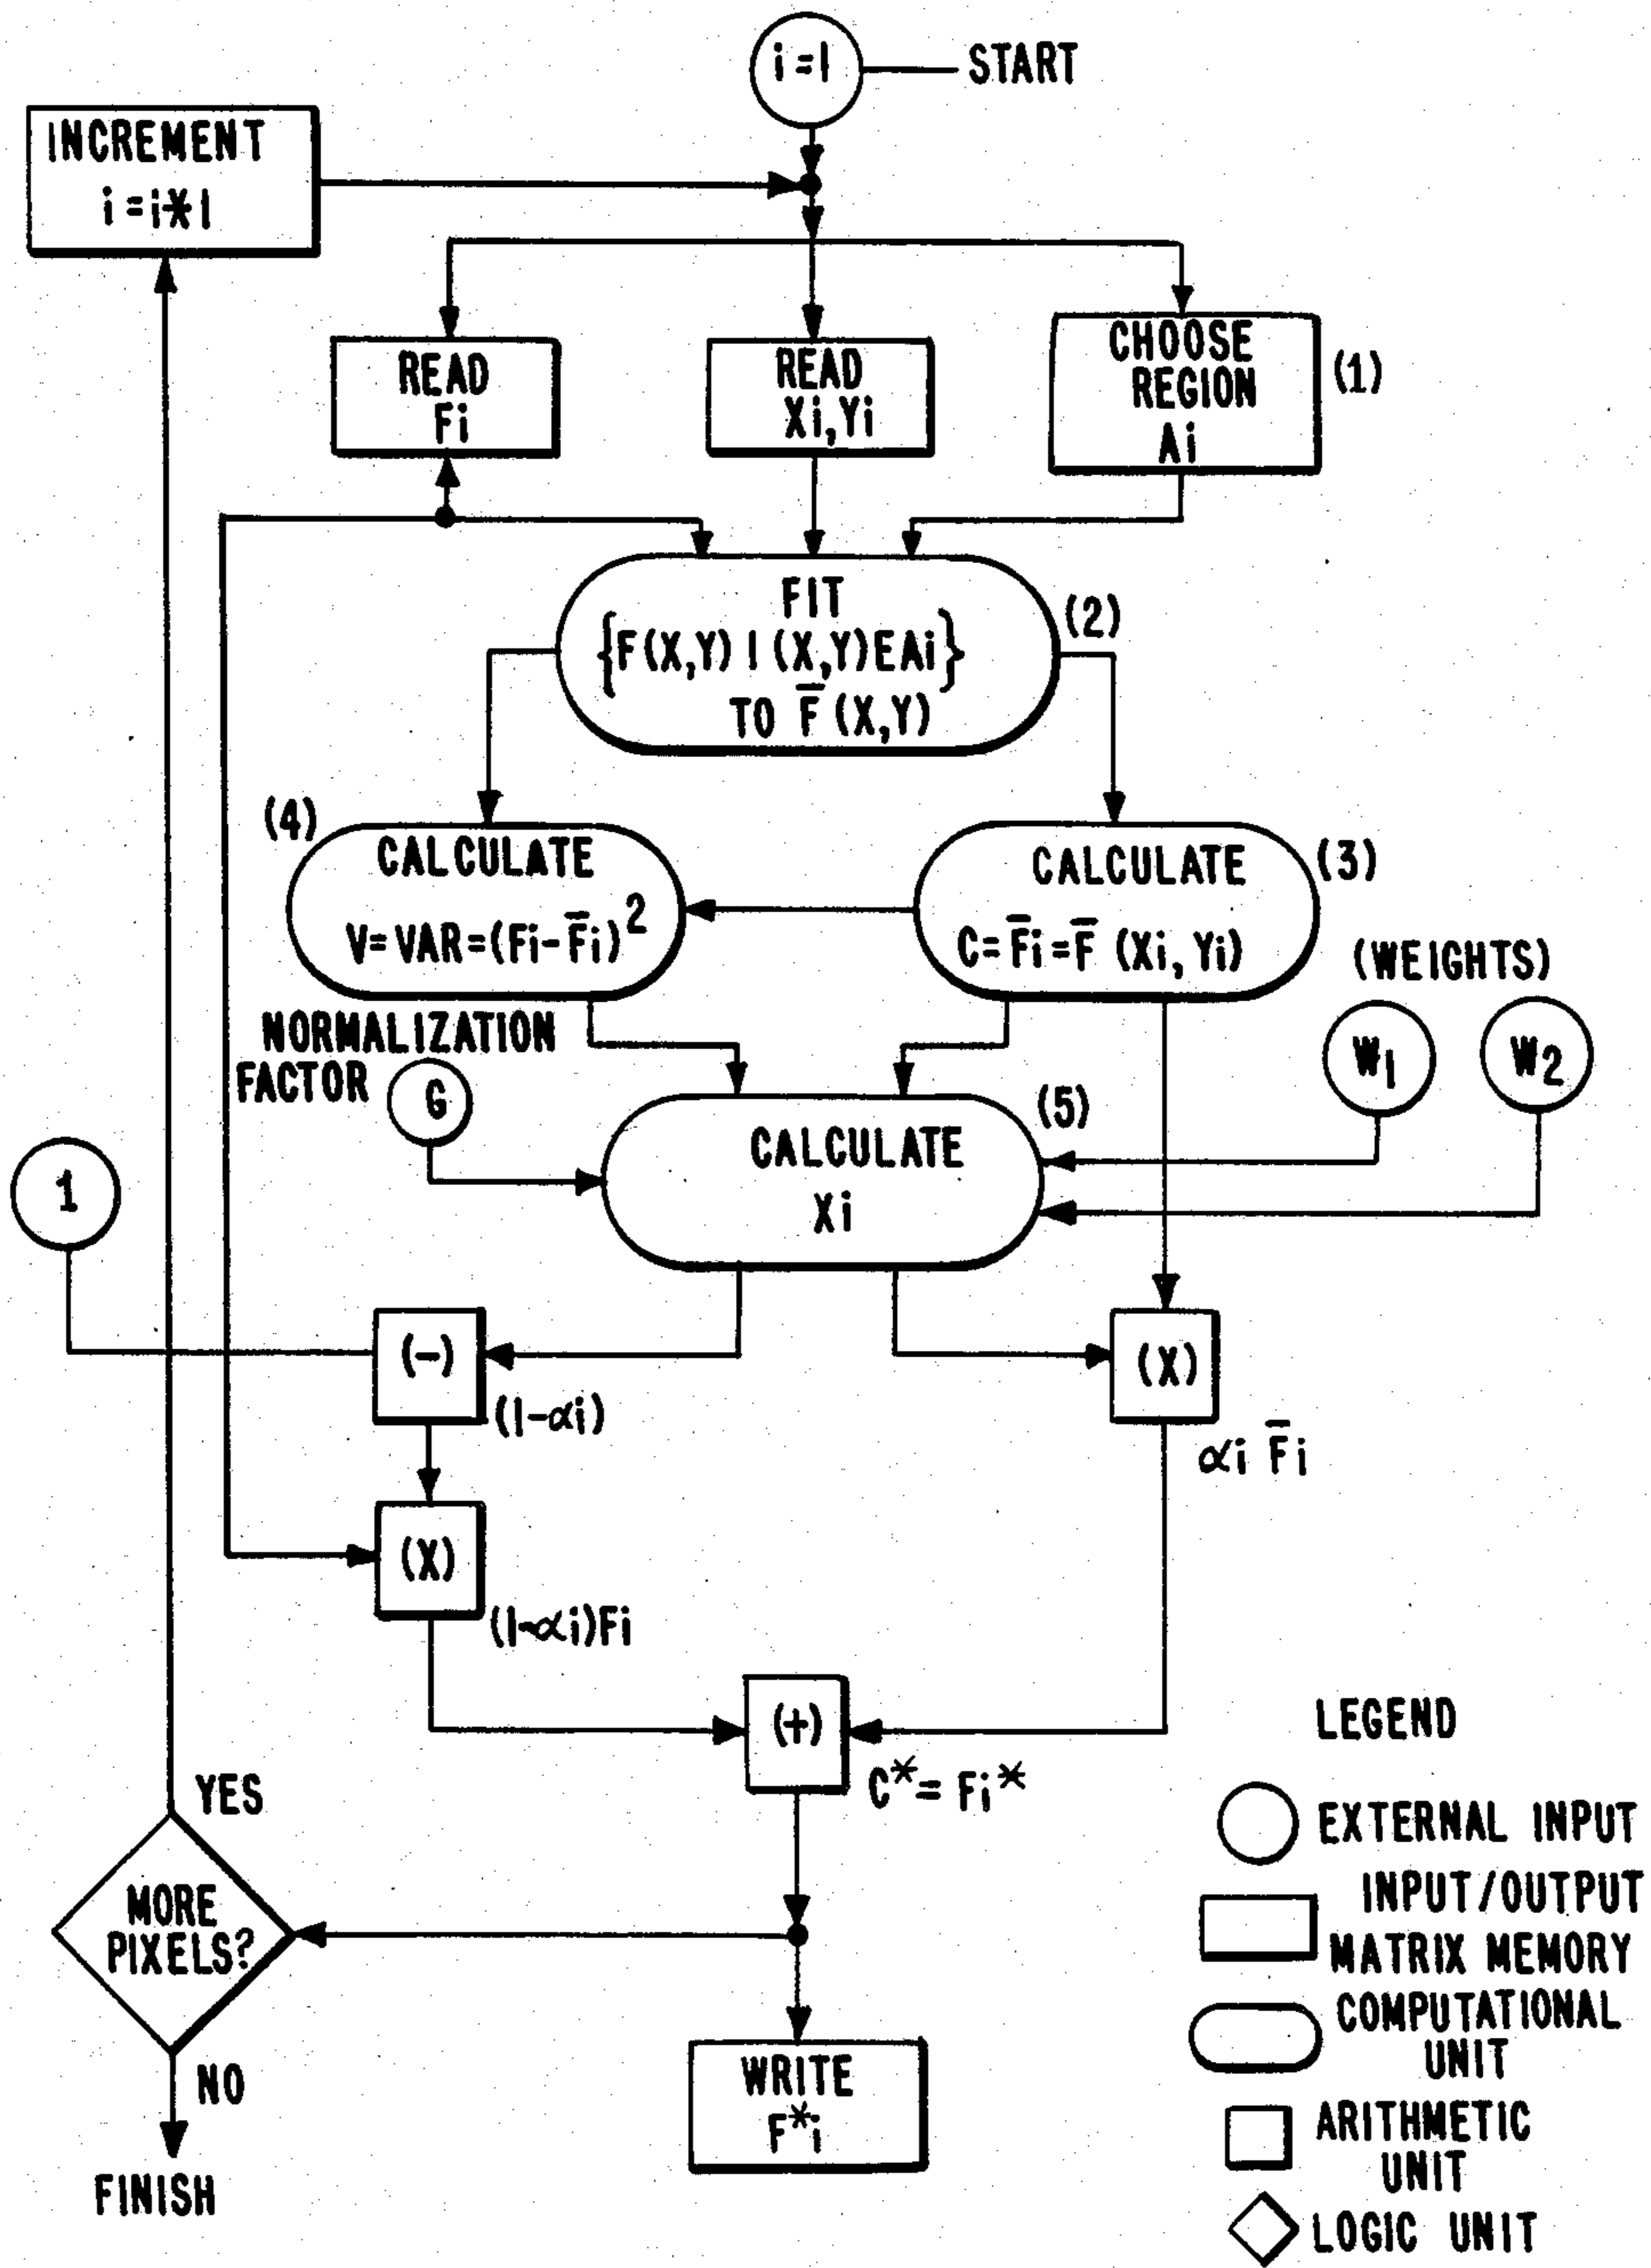 i=1
START
INCREMENT
i=i*1
READ
Fi
READ
Xi,Yi
CHOOSE
REGION
Ai
(1)
FIT
{F(X,Y) | (X,Y)EAi}
TO F̅ (X,Y)
(2)
(4)
CALCULATE
V=VAR=(Fi-F̅i)²
CALCULATE
C=F̅i=F̅ (Xi, Yi)
(3)
(WEIGHTS)
W1
W2
NORMALIZATION
FACTOR
G
(5)
CALCULATE
Xi
1
(-)
(1-αi)
(X)
αi F̅i
(X)
(1-αi)Fi
(+)
C*= Fi*
YES
MORE
PIXELS?
NO
FINISH
WRITE
F*i
LEGEND
EXTERNAL INPUT
INPUT/OUTPUT
MATRIX MEMORY
COMPUTATIONAL
UNIT
ARITHMETIC
UNIT
LOGIC UNIT